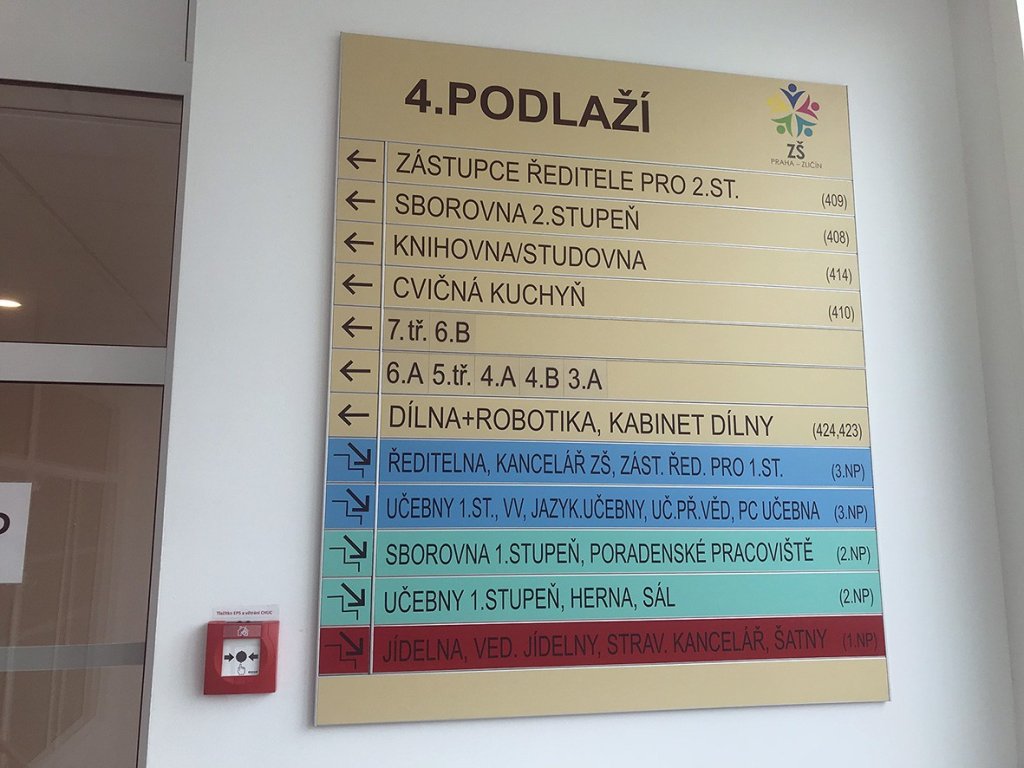 4.PODLAŽÍ
ZŠ
PRAHA – ZLIČÍN
ZÁSTUPCE ŘEDITELE PRO 2.ST. (409)
SBOROVNA 2.STUPEŇ (408)
KNIHOVNA/STUDOVNA (414)
CVIČNÁ KUCHYŇ (410)
7.tř. 6.B
6.A 5.tř. 4.A 4.B 3.A
DÍLNA+ROBOTIKA, KABINET DÍLNY (424,423)
ŘEDITELNA, KANCELÁŘ ZŠ, ZÁST. ŘED. PRO 1.ST. (3.NP)
UČEBNY 1.ST., VV, JAZYK.UČEBNY, UČ.PŘ.VĚD, PC UČEBNA (3.NP)
SBOROVNA 1.STUPEŇ, PORADENSKÉ PRACOVIŠTĚ (2.NP)
UČEBNY 1.STUPEŇ, HERNA, SÁL (2.NP)
JÍDELNA, VED. JÍDELNY, STRAV. KANCELÁŘ, ŠATNY (1.NP)
Tlačítko EPS a větrání CHÚC